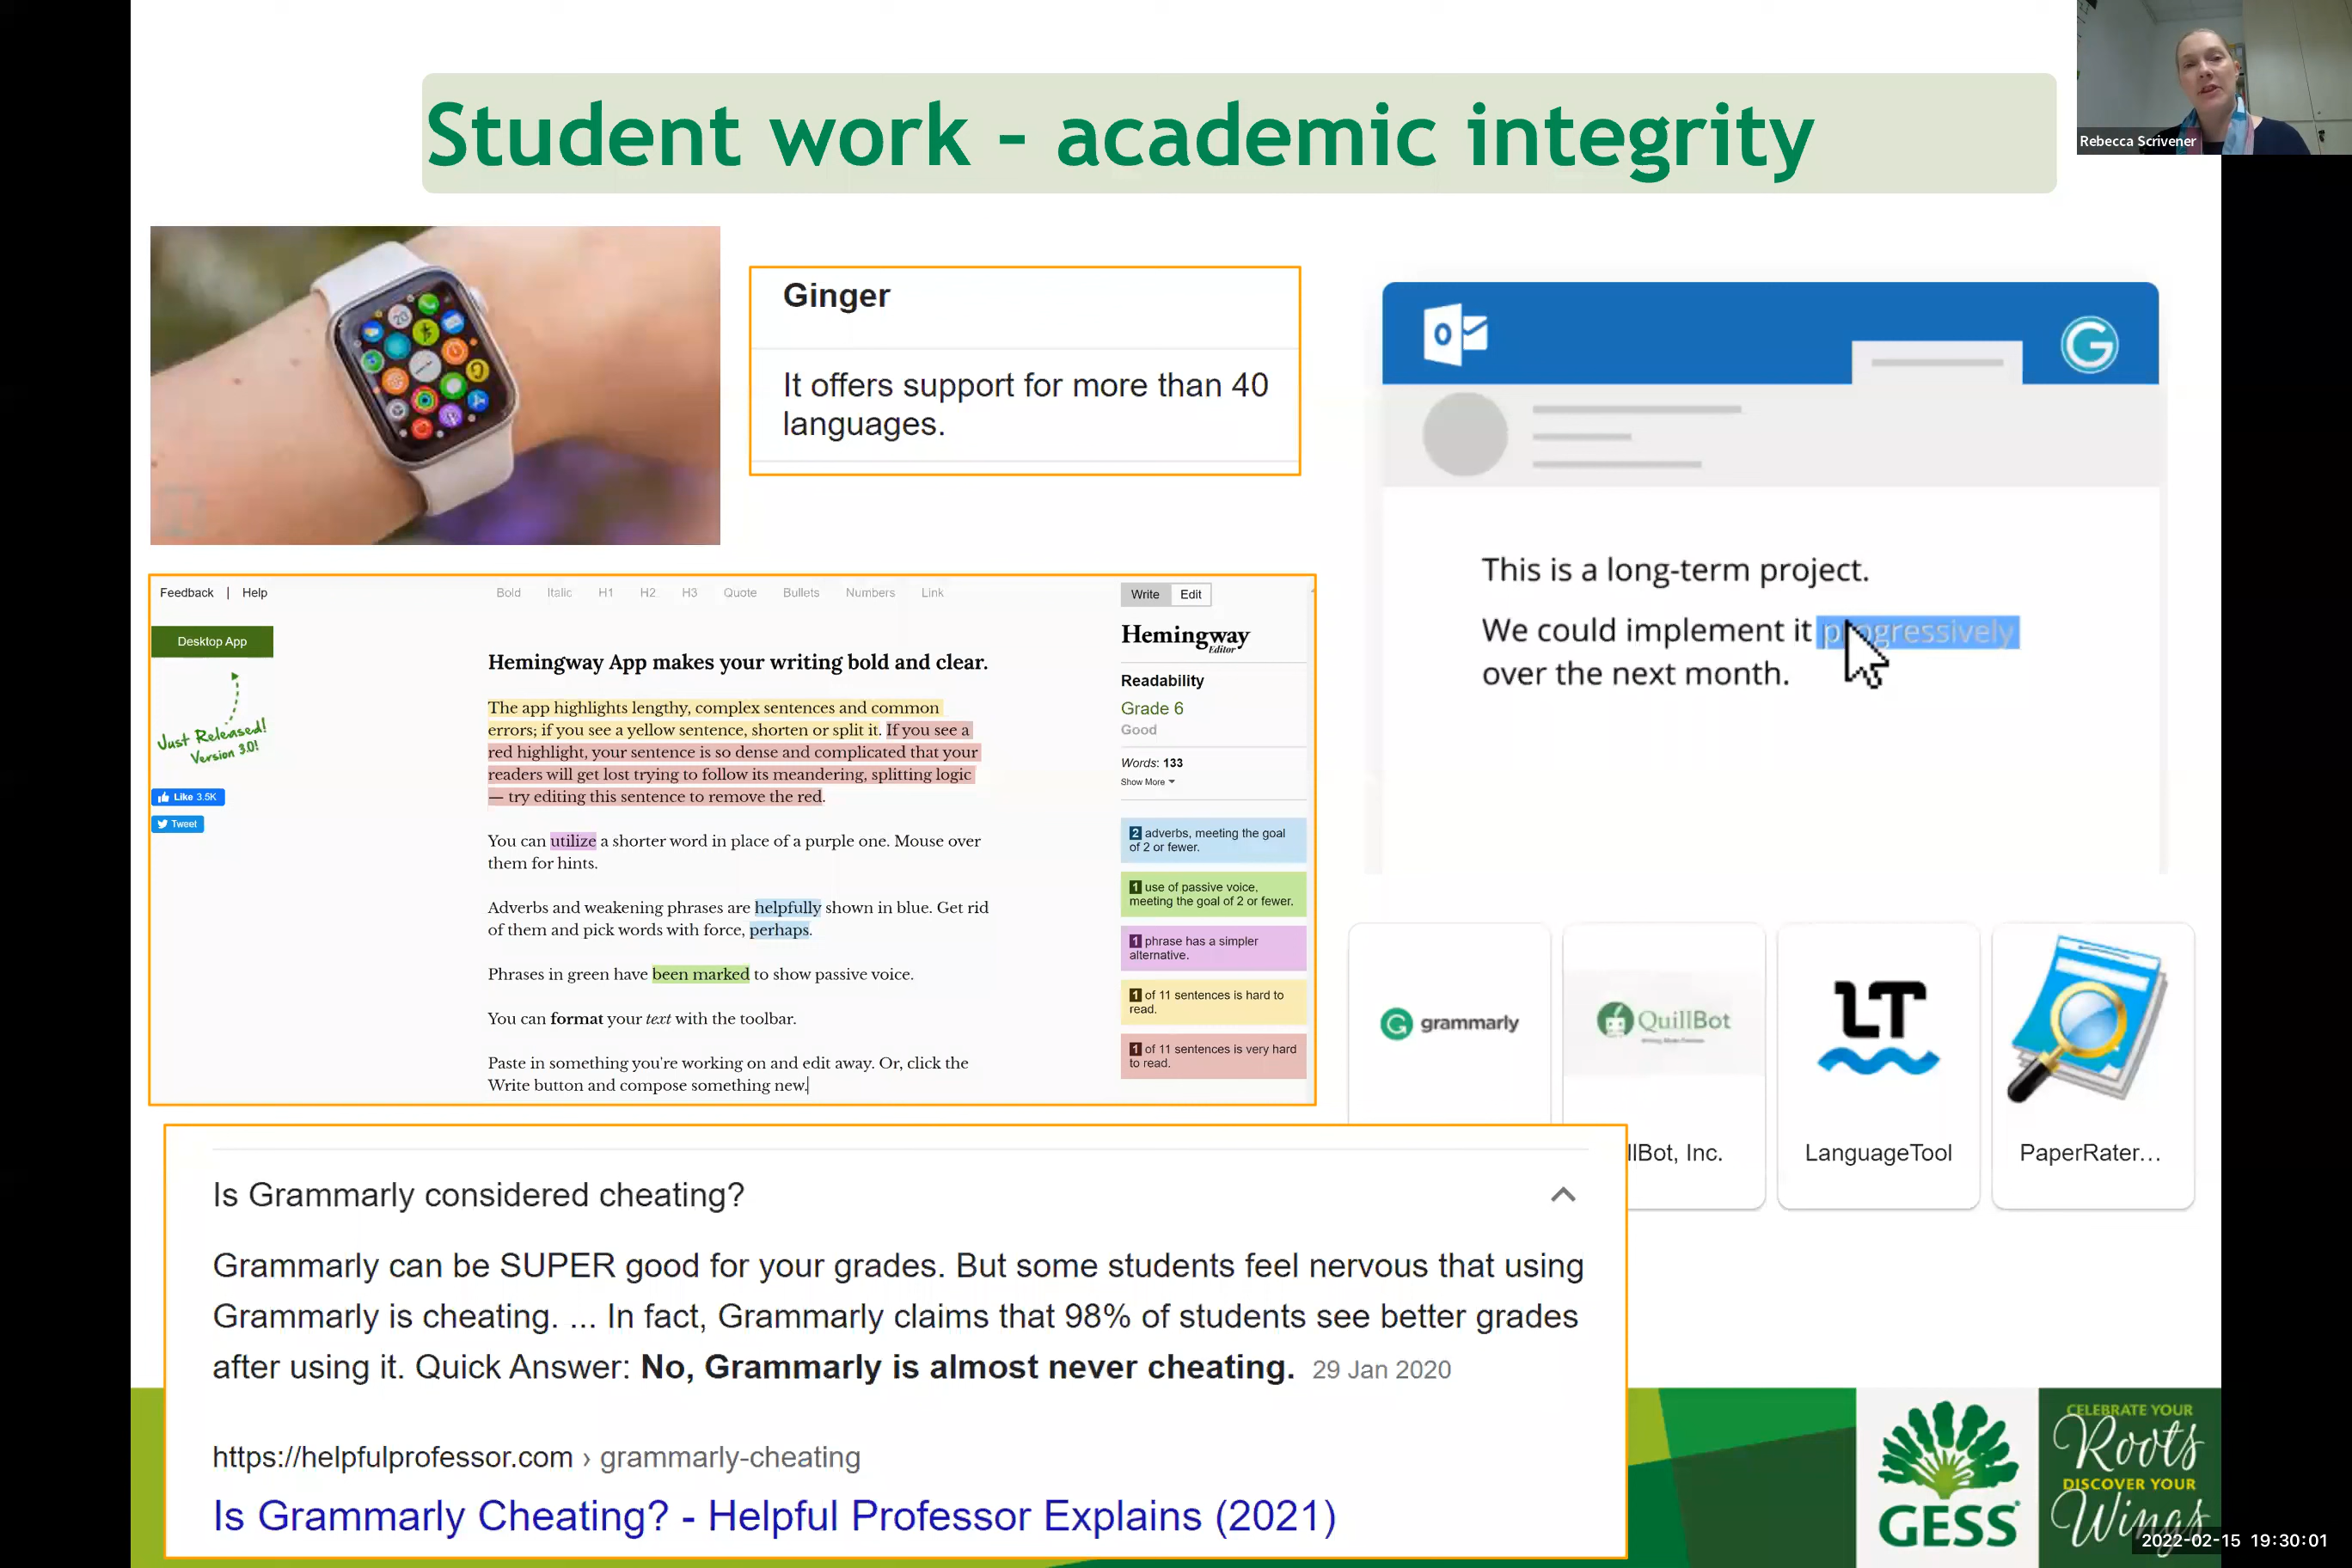 Student work - academic integrity
Rebecca Scrivener
Ginger
It offers support for more than 40
languages.
This is a long-term project.
We could implement it progressively
over the next month.
Feedback | Help
Bold Italic H1 H2 H3 Quote Bullets Numbers Link
Write Edit
Desktop App
Just Released!
Version 3.0!
Like 3.5K
Tweet
Hemingway App makes your writing bold and clear.
The app highlights lengthy, complex sentences and common
errors; if you see a yellow sentence, shorten or split it. If you see a
red highlight, your sentence is so dense and complicated that your
readers will get lost trying to follow its meandering, splitting logic
— try editing this sentence to remove the red.
You can utilize a shorter word in place of a purple one. Mouse over
them for hints.
Adverbs and weakening phrases are helpfully shown in blue. Get rid
of them and pick words with force, perhaps.
Phrases in green have been marked to show passive voice.
You can format your text with the toolbar.
Paste in something you're working on and edit away. Or, click the
Write button and compose something new.
Hemingway
Editor
Readability
Grade 6
Good
Words: 133
Show More
2 adverbs, meeting the goal
of 2 or fewer.
1 use of passive voice,
meeting the goal of 2 or fewer.
1 phrase has a simpler
alternative.
1 of 11 sentences is hard to
read.
1 of 11 sentences is very hard
to read.
grammarly
QuillBot
LT
llBot, Inc.
LanguageTool
PaperRater...
Is Grammarly considered cheating?
Grammarly can be SUPER good for your grades. But some students feel nervous that using
Grammarly is cheating. ... In fact, Grammarly claims that 98% of students see better grades
after using it. Quick Answer: No, Grammarly is almost never cheating. 29 Jan 2020
https://helpfulprofessor.com › grammarly-cheating
Is Grammarly Cheating? - Helpful Professor Explains (2021)
GESS
CELEBRATE YOUR
Roots
DISCOVER YOUR
Wings
2022-02-15 19:30:01